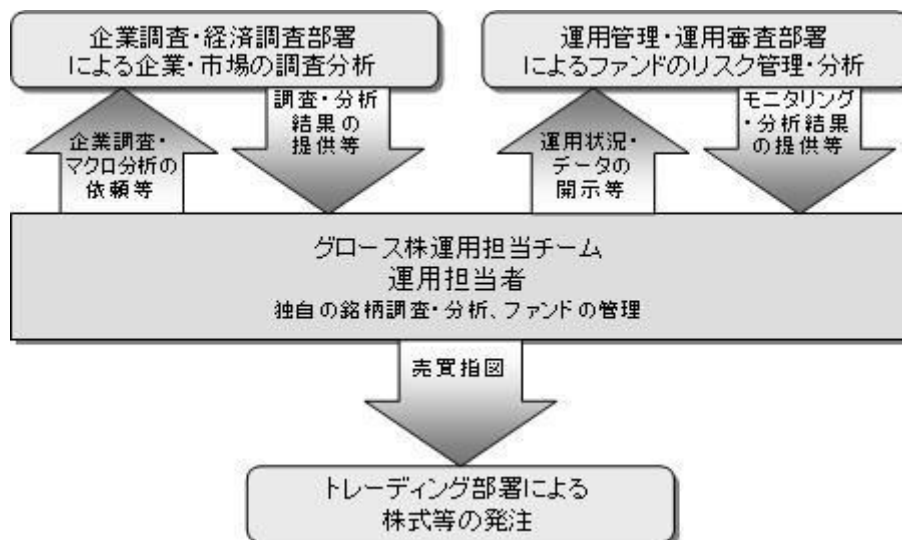 企業調査・経済調査部署
による企業・市場の調査分析
運用管理・運用審査部署
によるファンドのリスク管理・分析
企業調査・
マクロ分析の
依頼等
調査・分析
結果の
提供等
運用状況・
データの
開示等
モニタリング
・分析結果
の提供等
グロース株運用担当チーム
運用担当者
独自の銘柄調査・分析、ファンドの管理
売買指図
トレーディング部署による
株式等の発注